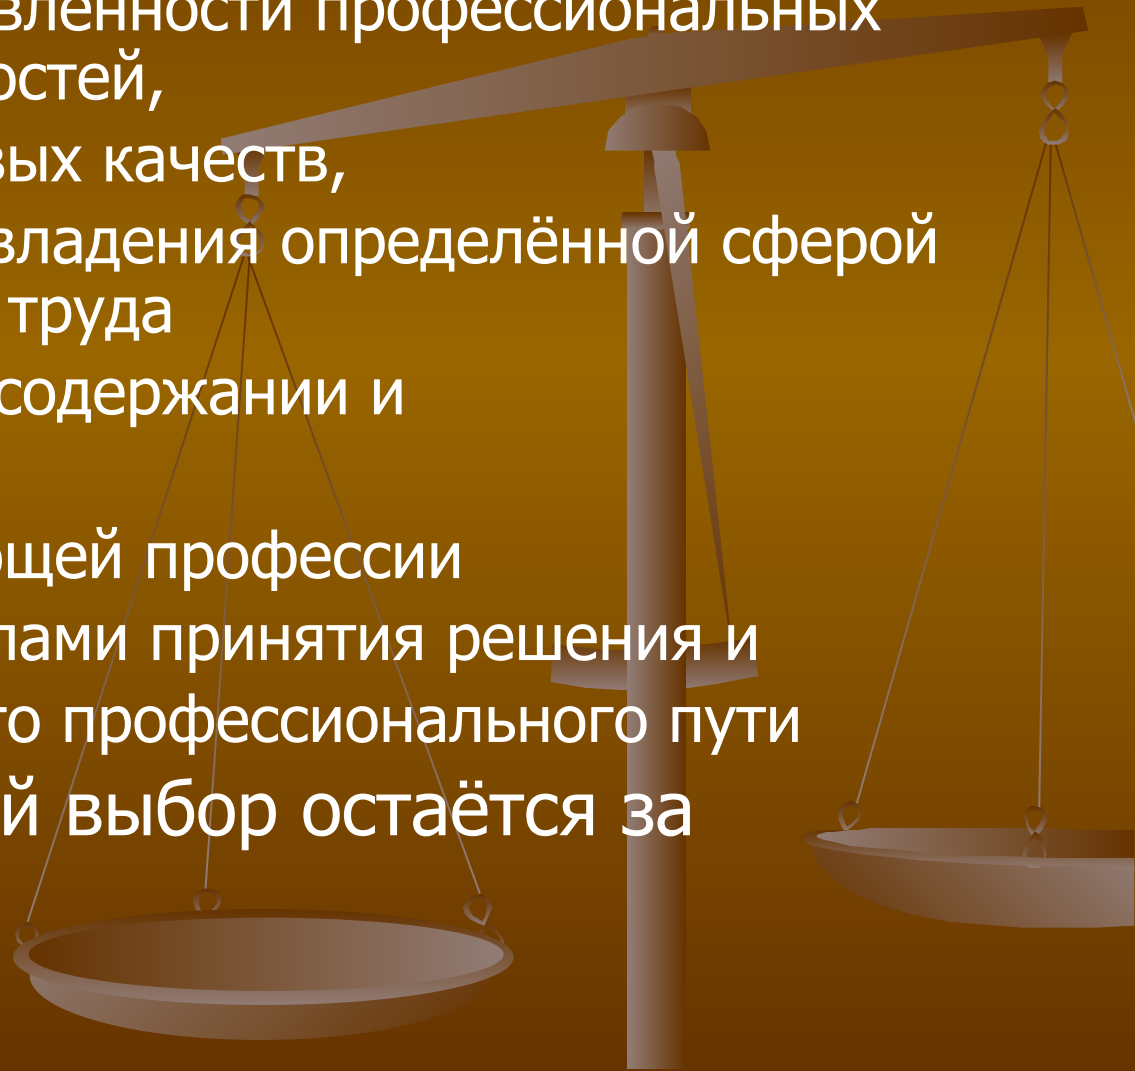 вленности профессиональных
остей,
вых качеств,
владения определённой сферой
труда
содержании и
ющей профессии
лами принятия решения и
го профессионального пути
й выбор остаётся за